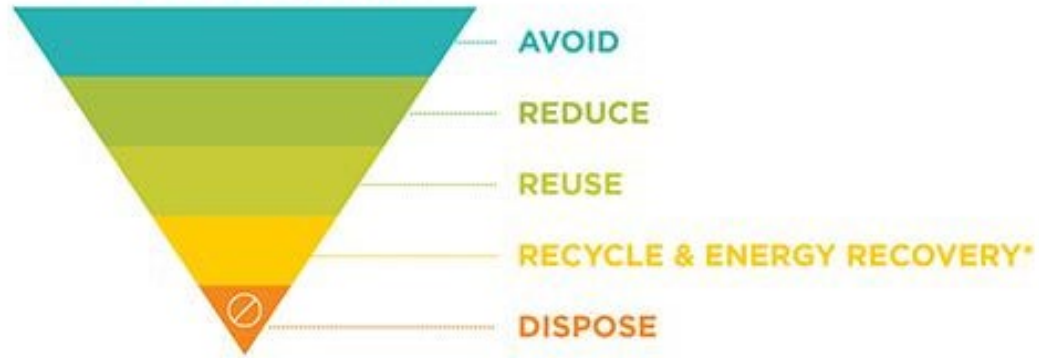 AVOID
REDUCE
REUSE
RECYCLE & ENERGY RECOVERY*
DISPOSE